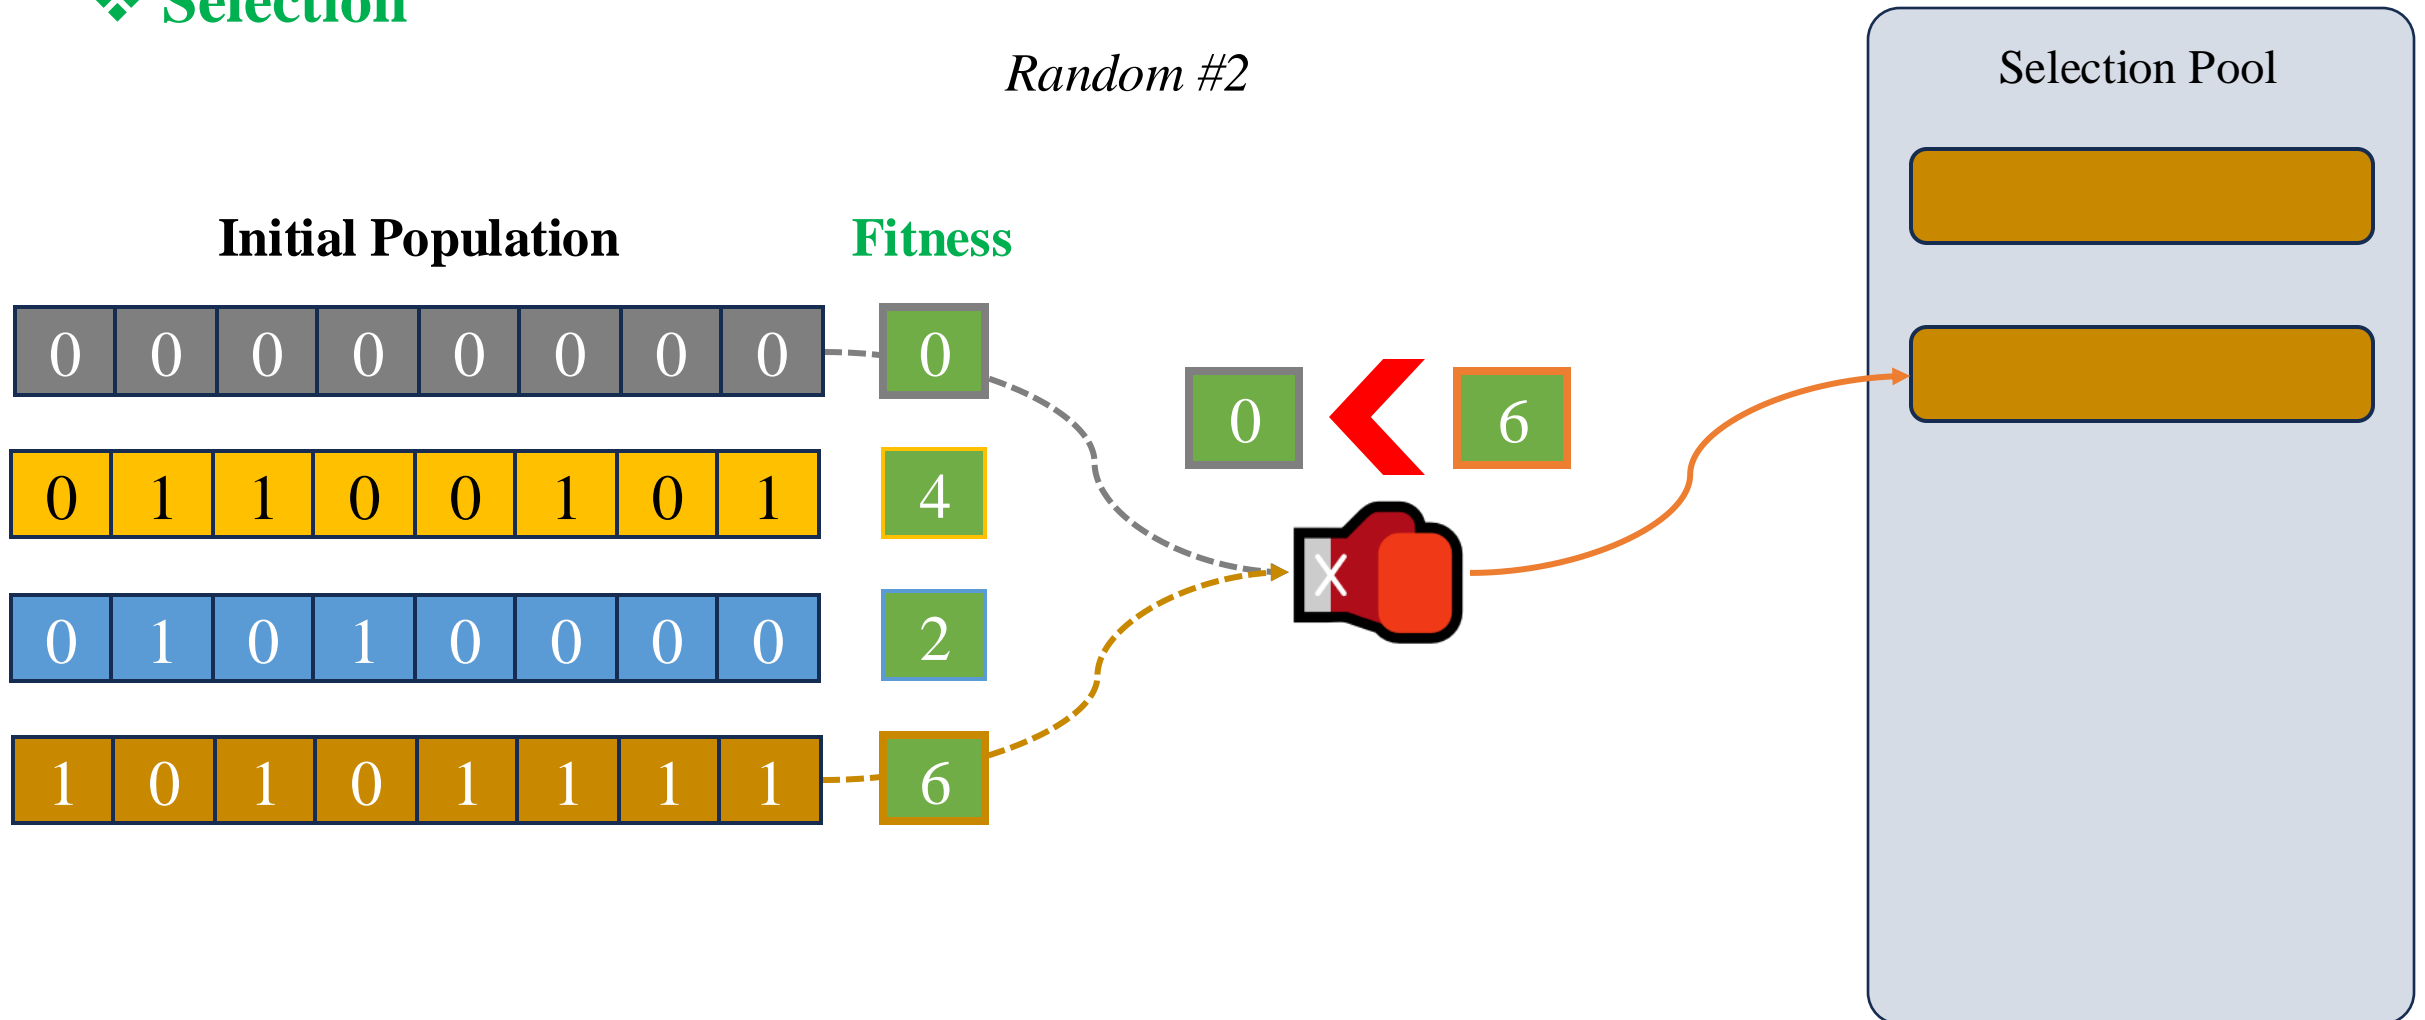 Selection
Random #2
Selection Pool
Initial Population
Fitness
0 0 0 0 0 0 0 0
0
0 1 1 0 0 1 0 1
4
0 1 0 1 0 0 0 0
2
1 0 1 0 1 1 1 1
6
0 6
X